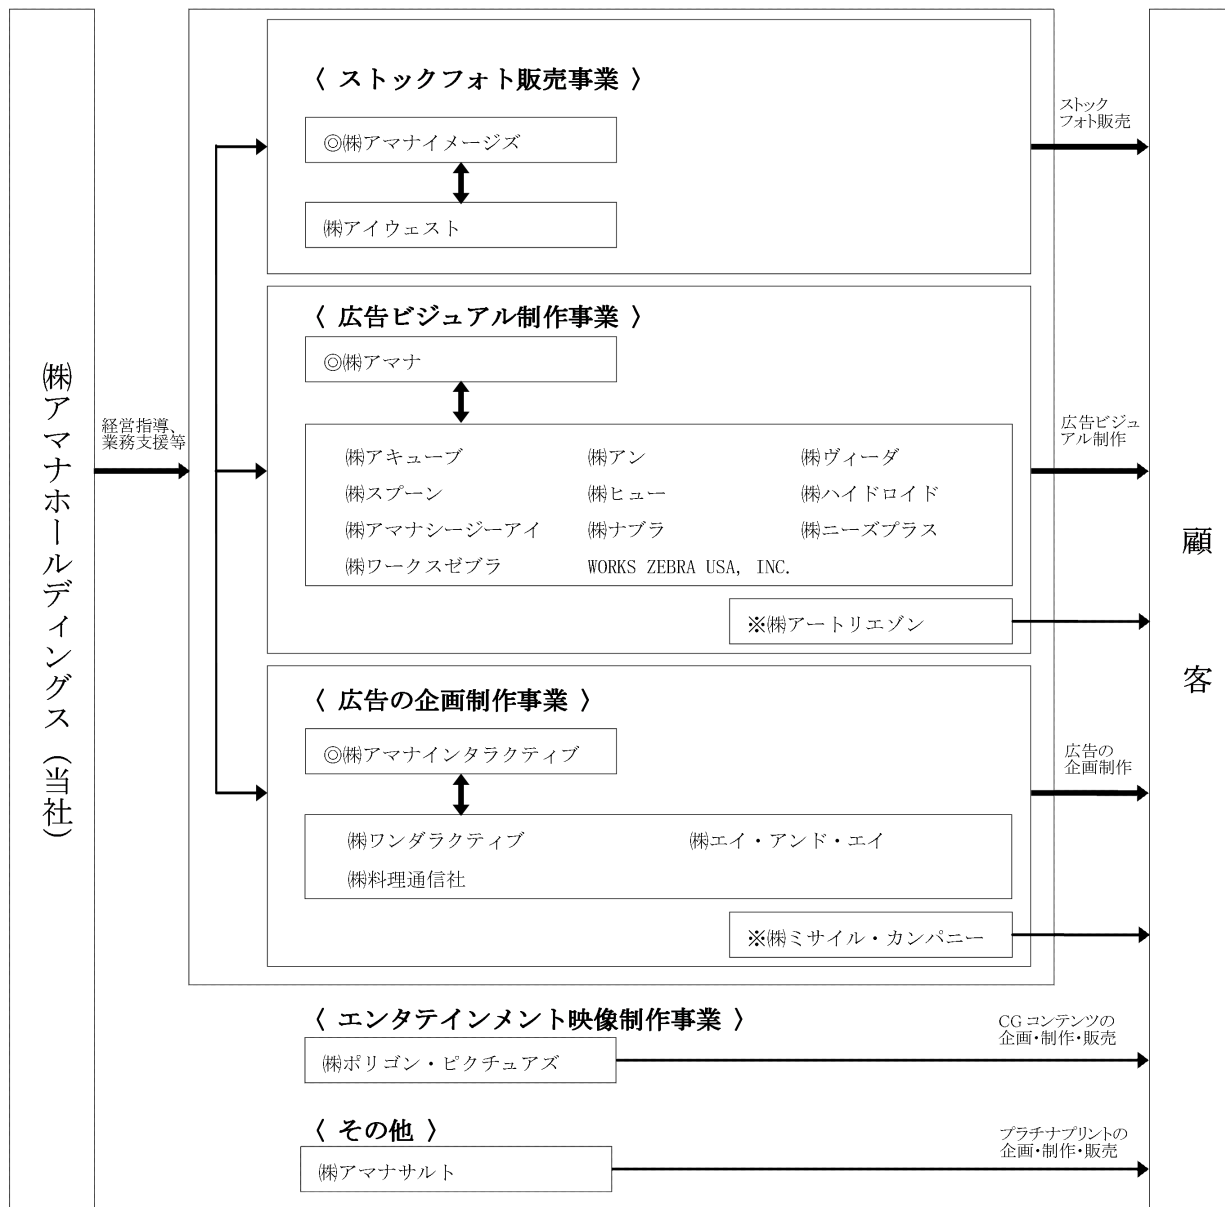 ㈱アマナホールディングス（当社）
経営指導、
業務支援等
〈 ストックフォト販売事業 〉
◎㈱アマナイメージズ
㈱アイウェスト
ストック
フォト販売
〈 広告ビジュアル制作事業 〉
◎㈱アマナ
㈱アキューブ ㈱アン ㈱ヴィーダ
㈱スプーン ㈱ヒュー ㈱ハイドロイド
㈱アマナシージーアイ ㈱ナブラ ㈱ニーズプラス
㈱ワークスゼブラ WORKS ZEBRA USA, INC.
※㈱アートリエゾン
広告ビジュ
アル制作
〈 広告の企画制作事業 〉
◎㈱アマナインタラクティブ
㈱ワンダラクティブ ㈱エイ・アンド・エイ
㈱料理通信社
※㈱ミサイル・カンパニー
広告の
企画制作
〈 エンタテインメント映像制作事業 〉
㈱ポリゴン・ピクチュアズ
CGコンテンツの
企画・制作・販売
〈 その他 〉
㈱アマナサルト
プラチナプリントの
企画・制作・販売
顧客